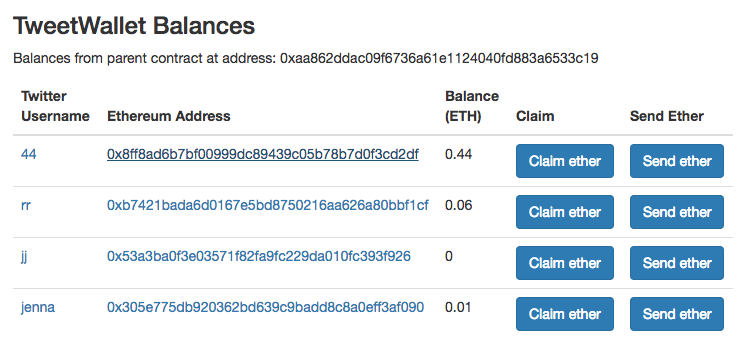 TweetWallet Balances
Balances from parent contract at address: 0xaa862ddac09f6736a61e1124040fd883a6533c19
Twitter Username Ethereum Address Balance (ETH) Claim Send Ether
44 0x8ff8ad6b7bf00999dc89439c05b78b7d0f3cd2df 0.44 Claim ether Send ether
rr 0xb7421bada6d0167e5bd8750216aa626a80bbf1cf 0.06 Claim ether Send ether
jj 0x53a3ba0f3e03571f82fa9fc229da010fc393f926 0 Claim ether Send ether
jenna 0x305e775db920362bd639c9badd8c8a0eff3af090 0.01 Claim ether Send ether